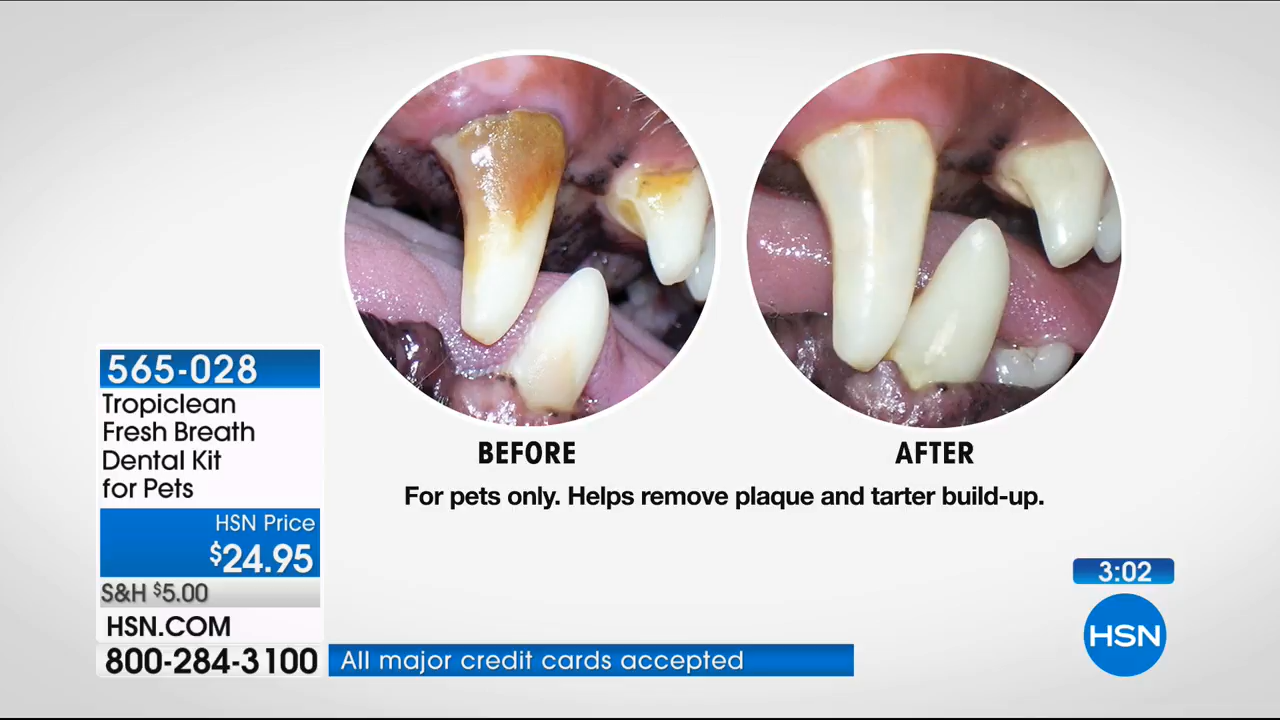 BEFORE
AFTER
For pets only. Helps remove plaque and tarter build-up.
565-028
Tropiclean
Fresh Breath
Dental Kit
for Pets
HSN Price
$24.95
S&H $5.00
HSN.COM
800-284-3100
All major credit cards accepted
3:02
HSN